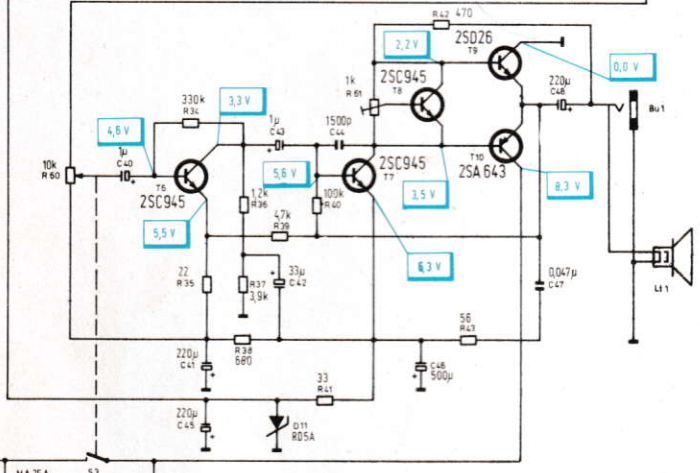 R42 470
2SD26
T9
2,2 V
0,0 V
2SC945
T8
1k
R61
220µ
C48
Bu1
330k
R34
3,3 V
1µ
C43
1500p
C44
4,6 V
1µ
C40
10k
R60
T6
2SC945
5,6 V
2SC945
T7
T10
2SA643
3,5 V
8,3 V
1,2k
R36
100k
R40
5,5 V
4,7k
R39
6,3 V
22
R35
R37
3,9k
33µ
C42
0,047µ
C47
Lt1
220µ
C41
R38
680
56
R43
C46
500µ
33
R41
220µ
C45
D11
RD5A
S3